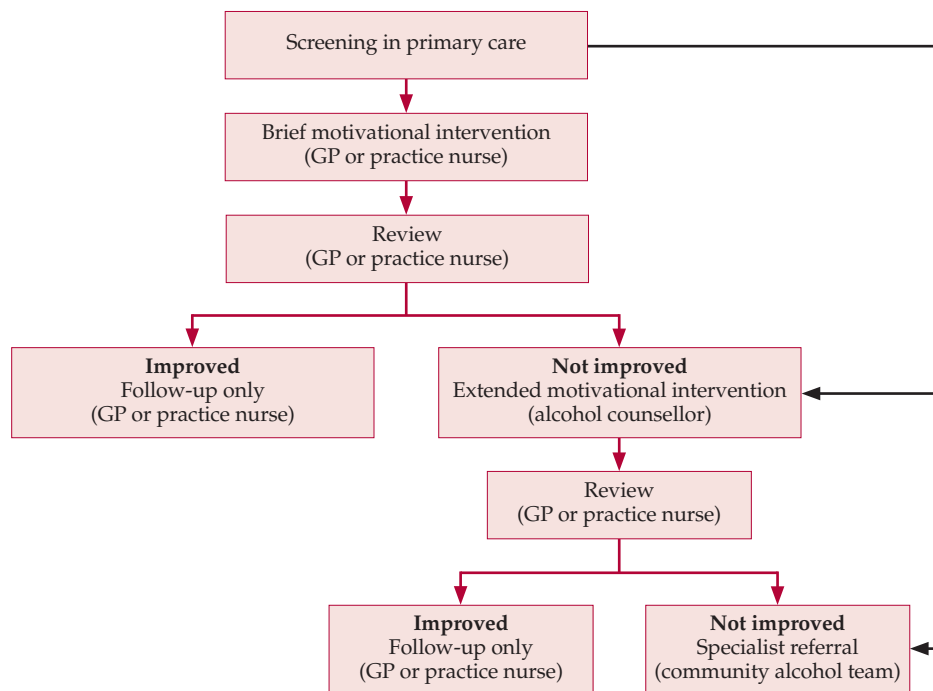 Screening in primary care
Brief motivational intervention
(GP or practice nurse)
Review
(GP or practice nurse)
Improved
Follow-up only
(GP or practice nurse)
Not improved
Extended motivational intervention
(alcohol counsellor)
Review
(GP or practice nurse)
Improved
Follow-up only
(GP or practice nurse)
Not improved
Specialist referral
(community alcohol team)